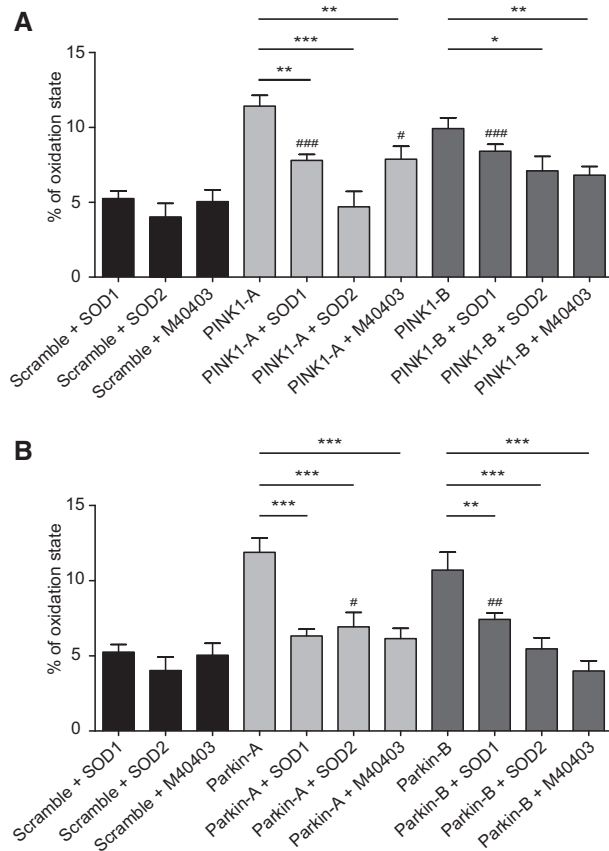 A
**
**
***
*
**
15
10
5
0
% of oxidation state
###
#
###
Scramble + SOD1
Scramble + SOD2
Scramble + M40403
PINK1-A
PINK1-A + SOD1
PINK1-A + SOD2
PINK1-A + M40403
PINK1-B
PINK1-B + SOD1
PINK1-B + SOD2
PINK1-B + M40403
B
***
***
***
***
***
**
15
10
5
0
% of oxidation state
#
##
Scramble + SOD1
Scramble + SOD2
Scramble + M40403
Parkin-A
Parkin-A + SOD1
Parkin-A + SOD2
Parkin-A + M40403
Parkin-B
Parkin-B + SOD1
Parkin-B + SOD2
Parkin-B + M40403